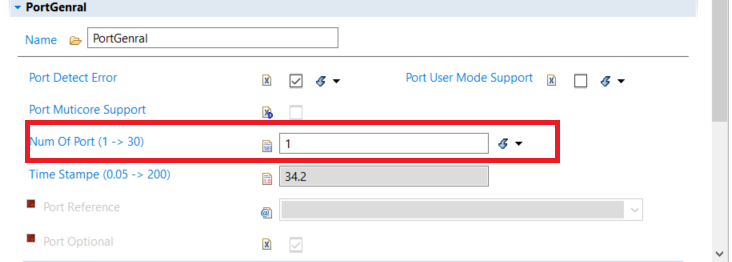 PortGenral
Name PortGenral
Port Detect Error Port User Mode Support
Port Muticore Support
Num Of Port (1 -> 30) 1
Time Stampe (0.05 -> 200) 34.2
Port Reference
Port Optional